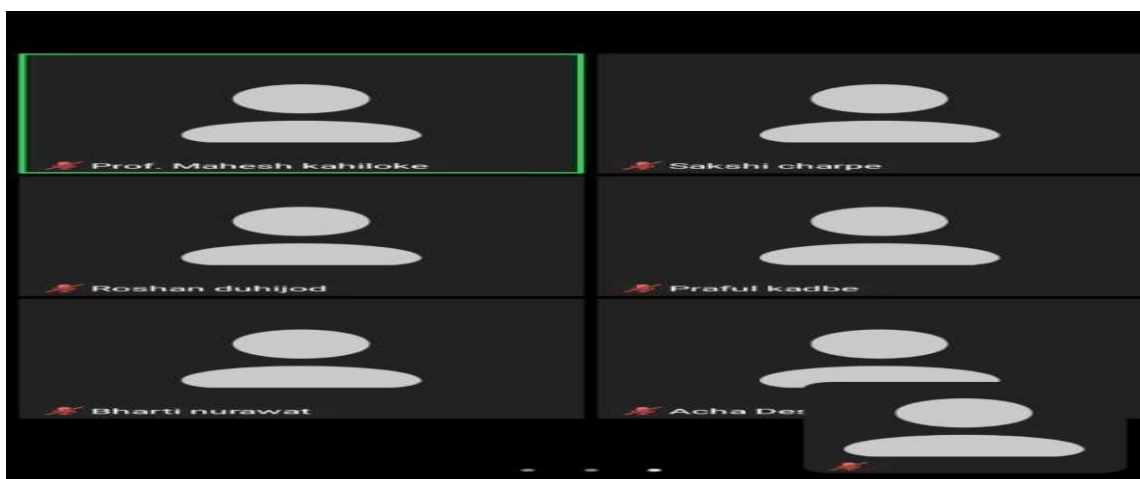 Prof. Mahesh kahiloke
Sakshi charpe
Roshan duhijod
Praful kadbe
Bharti nurawat
Acha Des